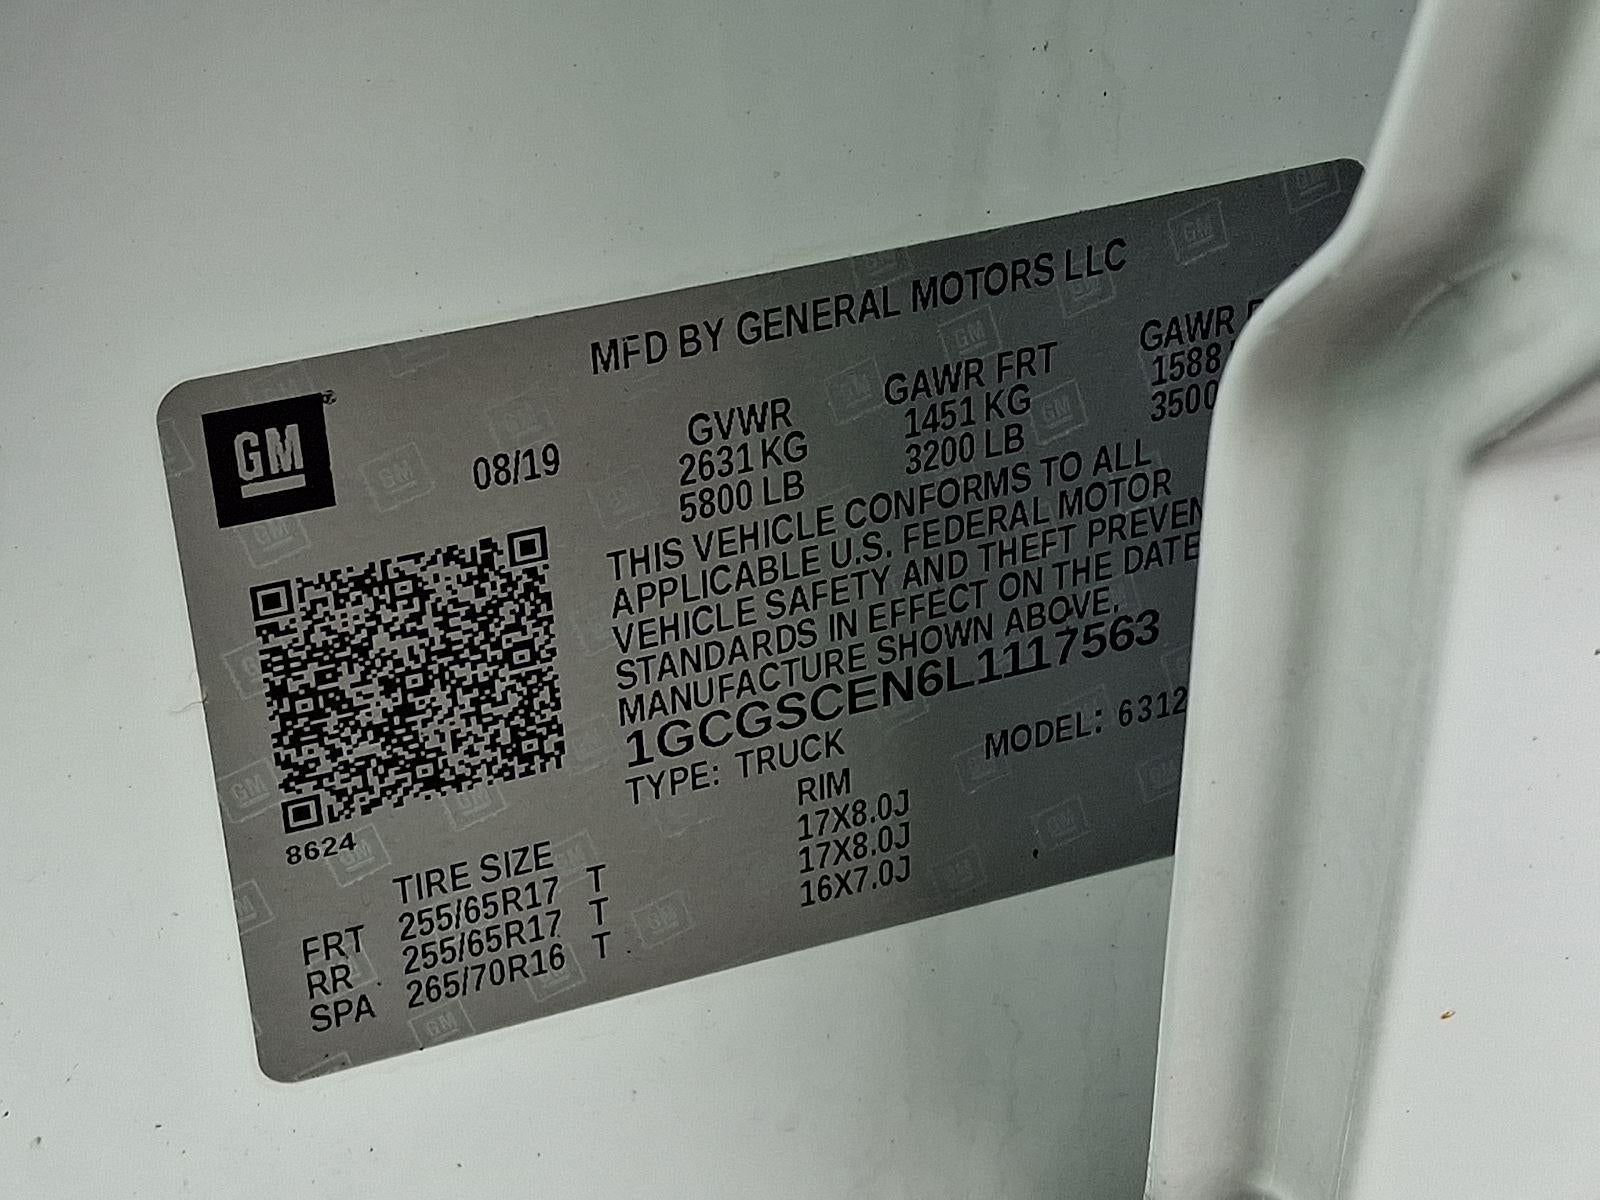 MFD BY GENERAL MOTORS LLC
GM
08/19
GVWR GAWR FRT GAWR
2631 KG 1451 KG 1588
5800 LB 3200 LB 3500
THIS VEHICLE CONFORMS TO ALL
APPLICABLE U.S. FEDERAL MOTOR
VEHICLE SAFETY AND THEFT PREVEN
STANDARDS IN EFFECT ON THE DATE
MANUFACTURE SHOWN ABOVE.
1GCGSCEN6L1117563
TYPE: TRUCK MODEL: 6312
8624
TIRE SIZE RIM
FRT 255/65R17 T 17X8.0J
RR 255/65R17 T 17X8.0J
SPA 265/70R16 T 16X7.0J